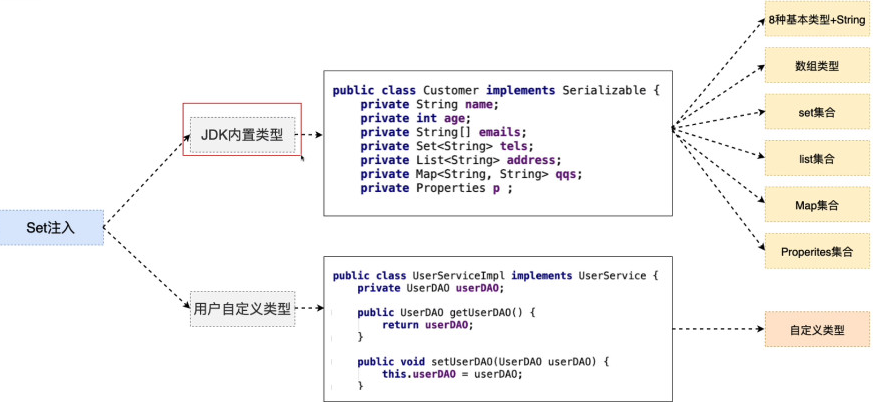 Set注入
JDK内置类型
public class Customer implements Serializable {
private String name;
private int age;
private String[] emails;
private Set<String> tels;
private List<String> address;
private Map<String, String> qqs;
private Properties p ;
8种基本类型+String
数组类型
set集合
list集合
Map集合
Properites集合
用户自定义类型
public class UserServiceImpl implements UserService {
private UserDAO userDAO;
public UserDAO getUserDAO() {
return userDAO;
}
public void setUserDAO(UserDAO userDAO) {
this.userDAO = userDAO;
}
自定义类型